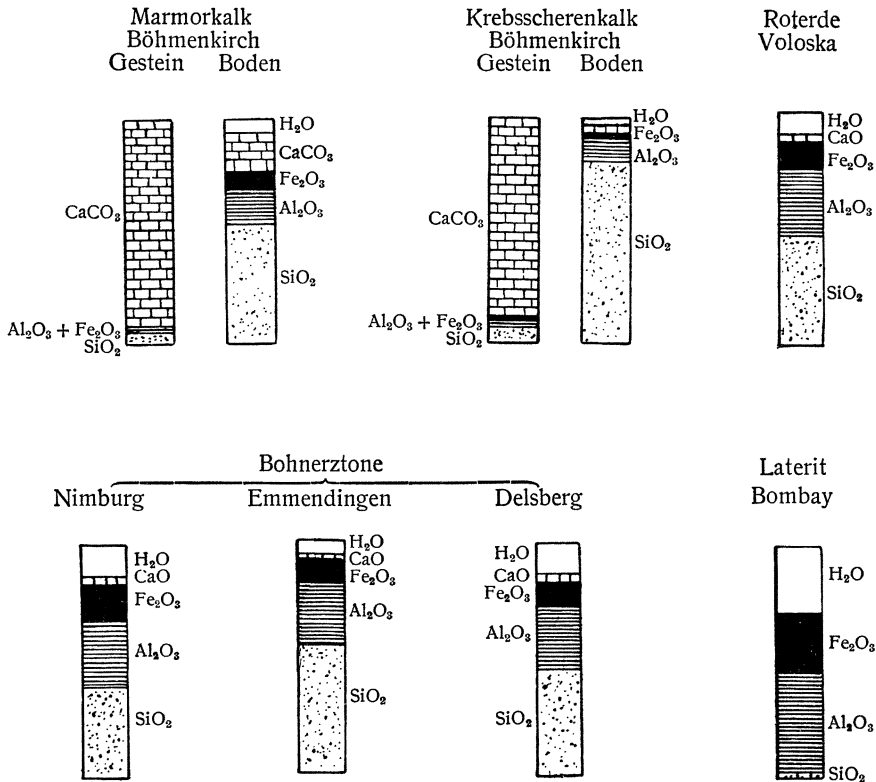 Marmorkalk
Böhmenkirch
Gestein Boden
H₂O
CaCO₃
Fe₂O₃
Al₂O₃
SiO₂
CaCO₃
Al₂O₃ + Fe₂O₃
SiO₂
Krebsscherenkalk
Böhmenkirch
Gestein Boden
H₂O
Fe₂O₃
Al₂O₃
SiO₂
CaCO₃
Al₂O₃ + Fe₂O₃
SiO₂
Roterde
Voloska
H₂O
CaO
Fe₂O₃
Al₂O₃
SiO₂
Bohnerztone
Nimburg
H₂O
CaO
Fe₂O₃
Al₂O₃
SiO₂
Emmendingen
H₂O
CaO
Fe₂O₃
Al₂O₃
SiO₂
Delsberg
H₂O
CaO
Fe₂O₃
Al₂O₃
SiO₂
Laterit
Bombay
H₂O
Fe₂O₃
Al₂O₃
SiO₂